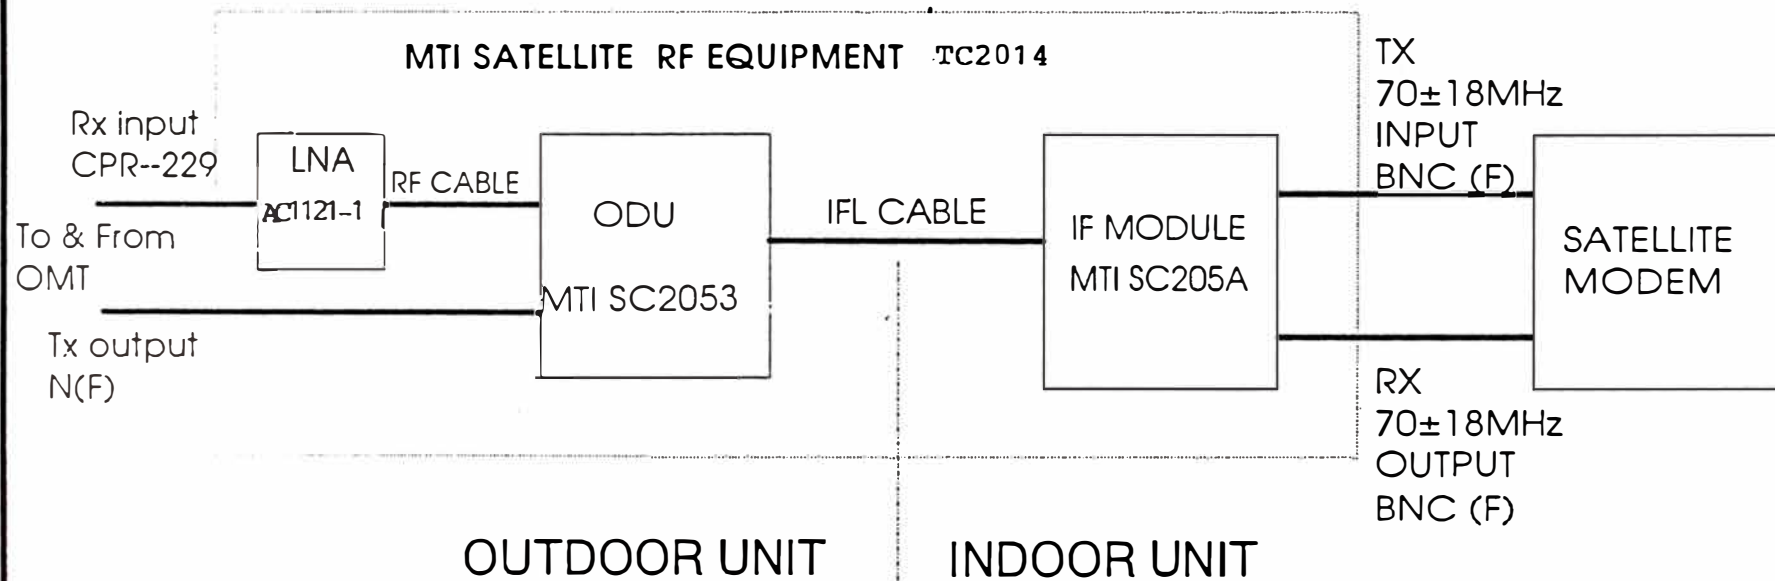 MTI SATELLITE RF EQUIPMENT TC2014
TX
70±18MHz
INPUT
BNC (F)
Rx input
CPR--229
LNA
AC1121-1
RF CABLE
To & From
OMT
Tx output
N(F)
ODU
MTI SC2053
IFL CABLE
IF MODULE
MTI SC205A
SATELLITE
MODEM
RX
70±18MHz
OUTPUT
BNC (F)
OUTDOOR UNIT
INDOOR UNIT